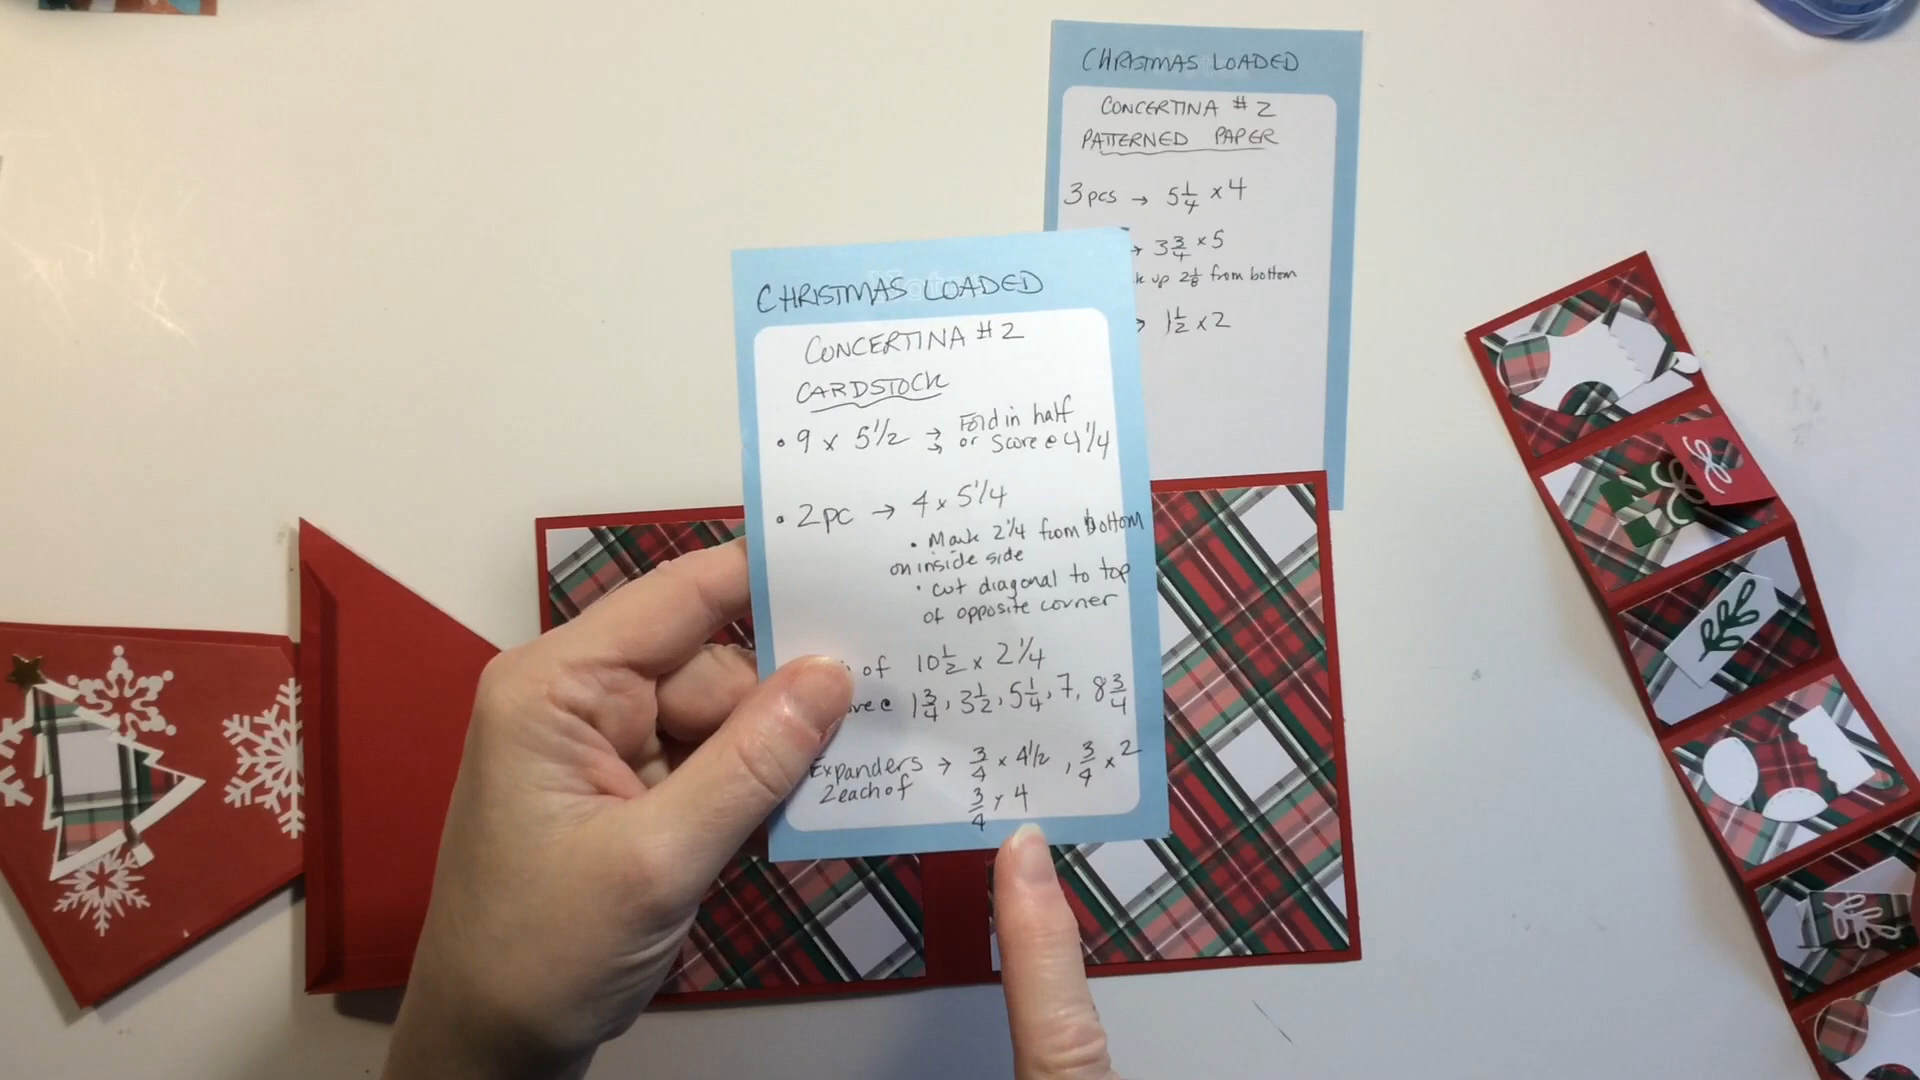 CHRISTMAS LOADED
CONCERTINA #2
PATTERNED PAPER
3pcs → 5 1/4 x 4
→ 3 3/4 x 5
up 2 1/8 from bottom
→ 1 1/2 x 2
CHRISTMAS LOADED
CONCERTINA #2
CARDSTOCK
• 9 x 5 1/2 → Fold in half
→ or Score @ 4 1/4
• 2pc → 4 x 5 1/4
• Mark 2 1/4 from bottom
on inside side
• cut diagonal to top
of opposite corner
of 10 1/2 x 2 1/4
1 3/4, 3 1/2, 5 1/4, 7, 8 3/4
Expanders → 3/4 x 4 1/2, 3/4 x 2
2 each of 3/4 x 4